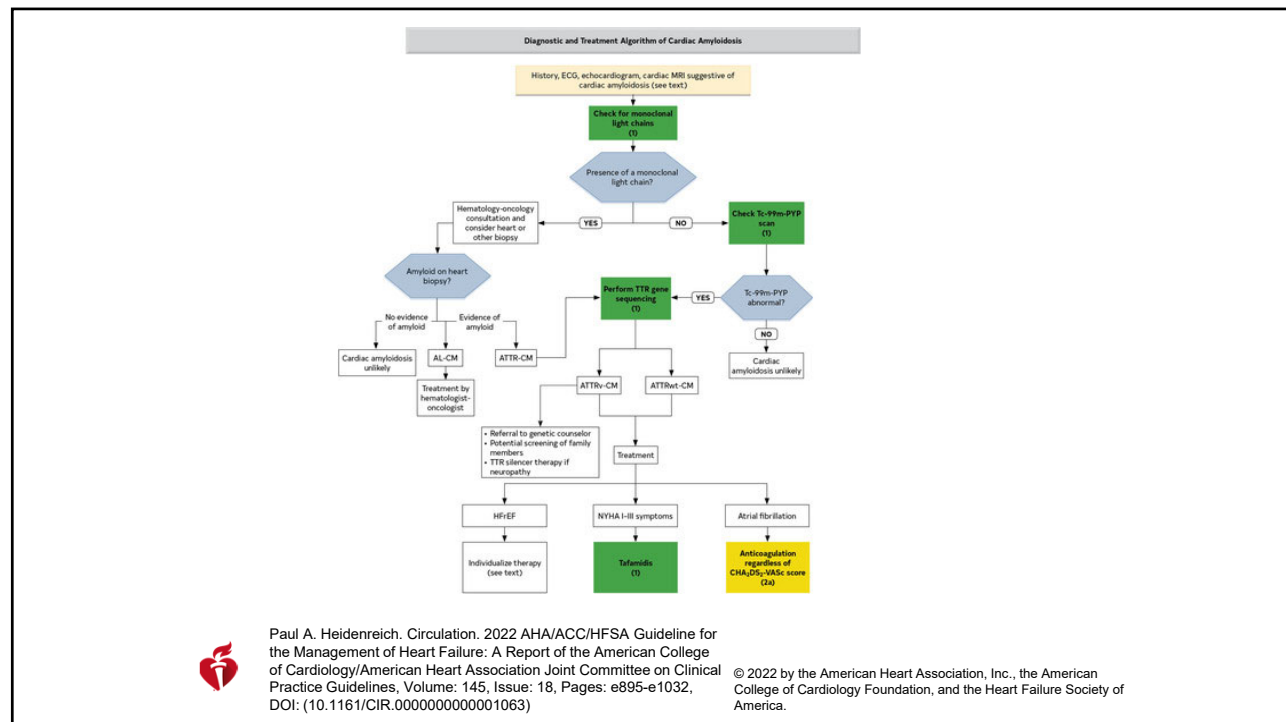 Diagnostic and Treatment Algorithm of Cardiac Amyloidosis
History, ECG, echocardiogram, cardiac MRI suggestive of
cardiac amyloidosis (see text)
Check for monoclonal
light chains
(1)
Presence of a monoclonal
light chain?
Hematology-oncology
consultation and
consider heart or
other biopsy
YES
NO
Check Tc-99m-PYP
scan
(1)
Amyloid on heart
biopsy?
Perform TTR gene
sequencing
(1)
YES
Tc-99m-PYP
abnormal?
No evidence
of amyloid
Evidence of
amyloid
NO
Cardiac amyloidosis
unlikely
AL-CM
ATTR-CM
Cardiac
amyloidosis unlikely
Treatment by
hematologist-
oncologist
ATTRv-CM
ATTRwt-CM
• Referral to genetic counselor
• Potential screening of family
members
• TTR silencer therapy if
neuropathy
Treatment
HFrEF
NYHA I–III symptoms
Atrial fibrillation
Individualize therapy
(see text)
Tafamidis
(1)
Anticoagulation
regardless of
CHA₂DS₂-VASc score
(2a)
Paul A. Heidenreich. Circulation. 2022 AHA/ACC/HFSA Guideline for
the Management of Heart Failure: A Report of the American College
of Cardiology/American Heart Association Joint Committee on Clinical
Practice Guidelines, Volume: 145, Issue: 18, Pages: e895-e1032,
DOI: (10.1161/CIR.0000000000001063)
© 2022 by the American Heart Association, Inc., the American
College of Cardiology Foundation, and the Heart Failure Society of
America.